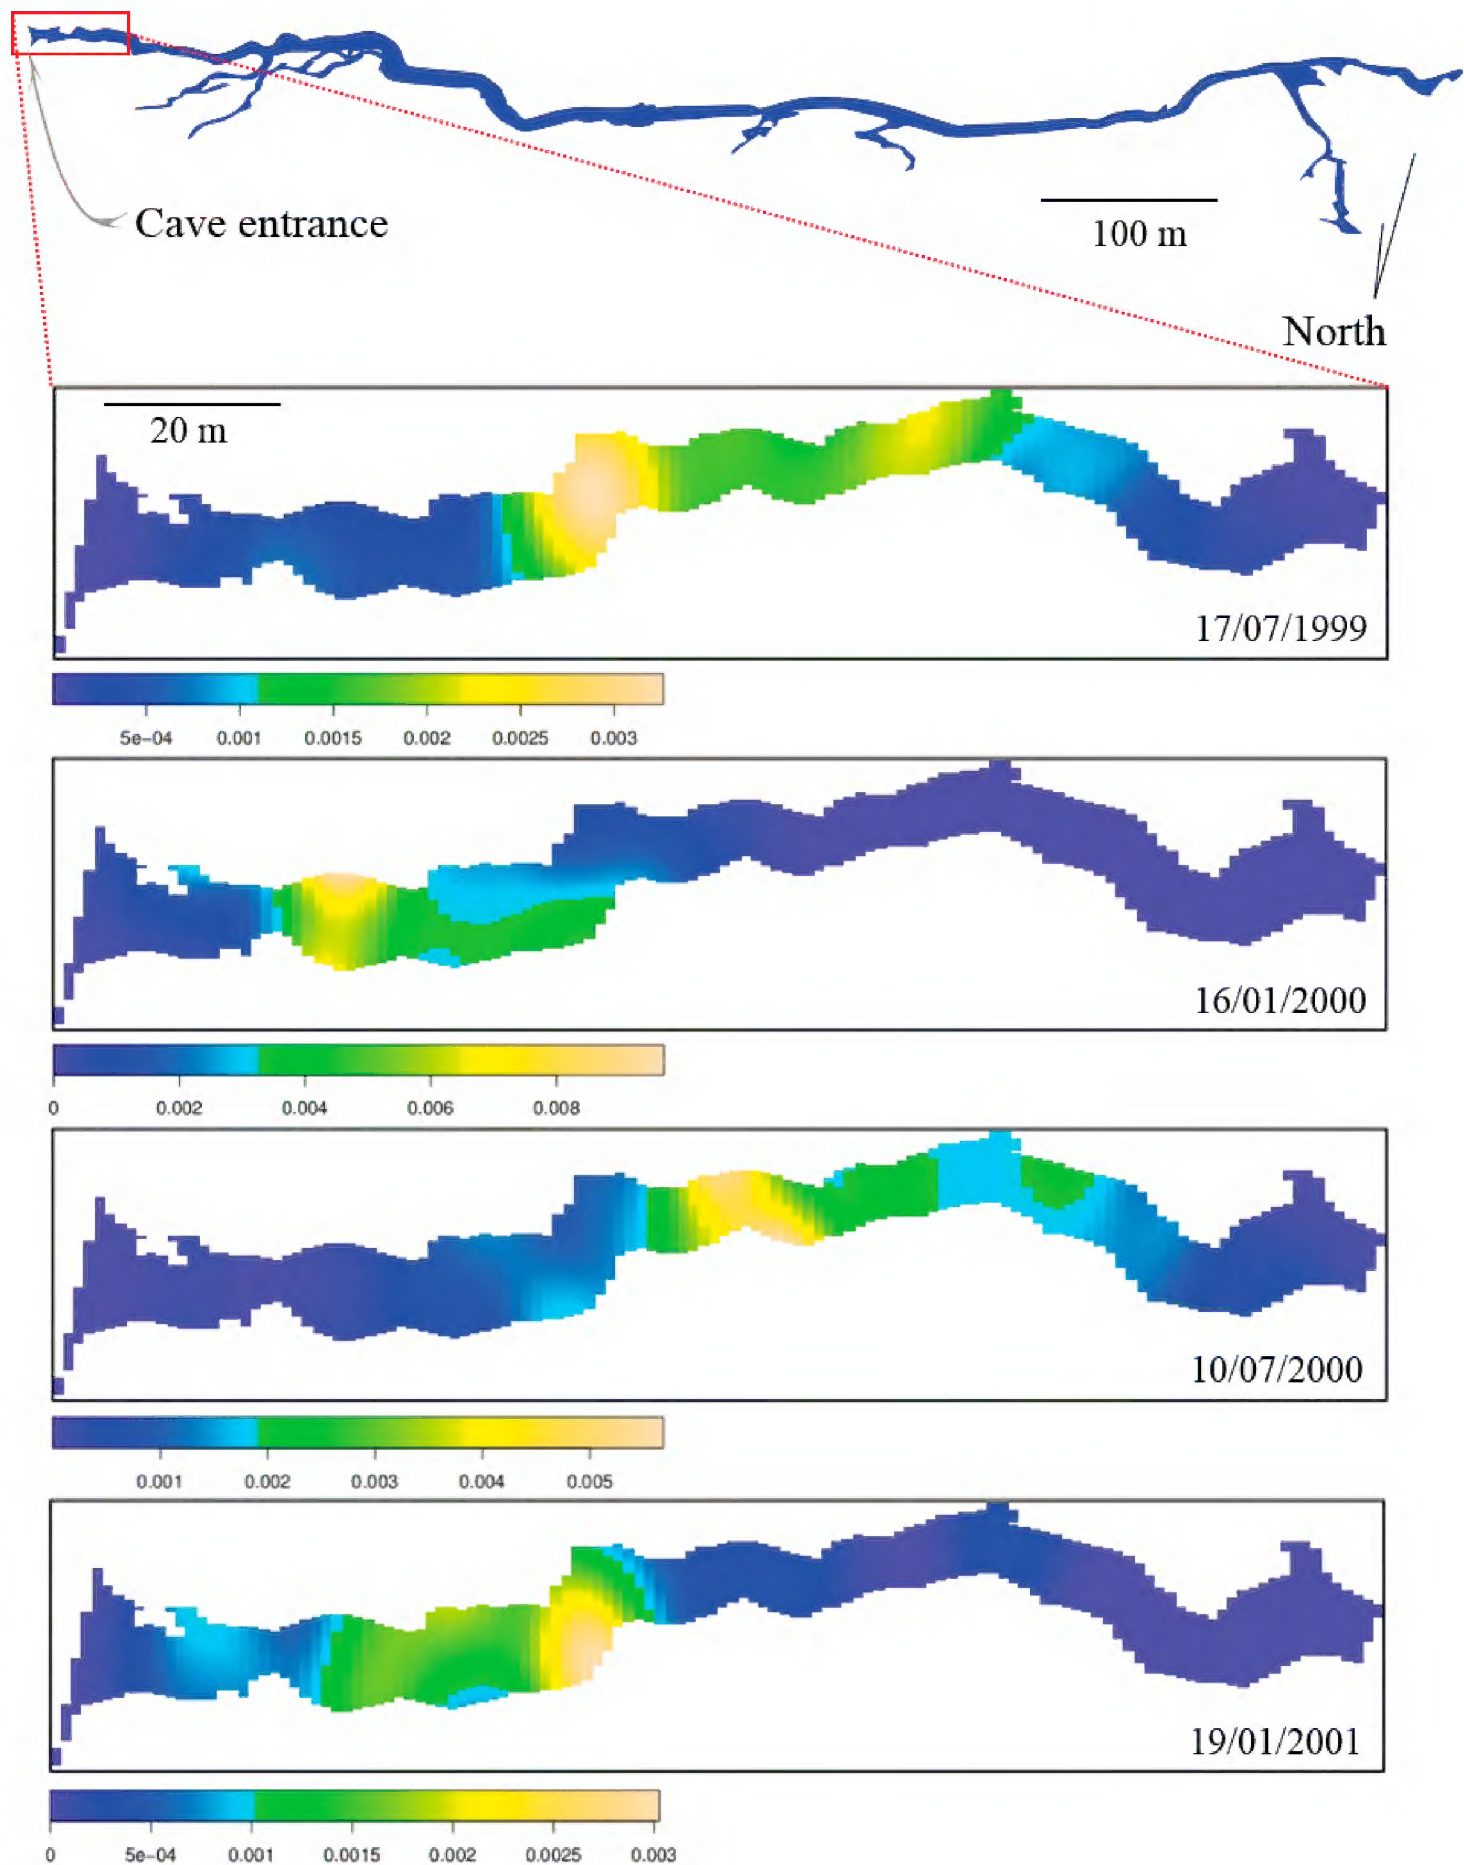 Cave entrance
100 m
North
20 m
17/07/1999
5e−04 0.001 0.0015 0.002 0.0025 0.003
16/01/2000
0 0.002 0.004 0.006 0.008
10/07/2000
0.001 0.002 0.003 0.004 0.005
19/01/2001
0 5e−04 0.001 0.0015 0.002 0.0025 0.003